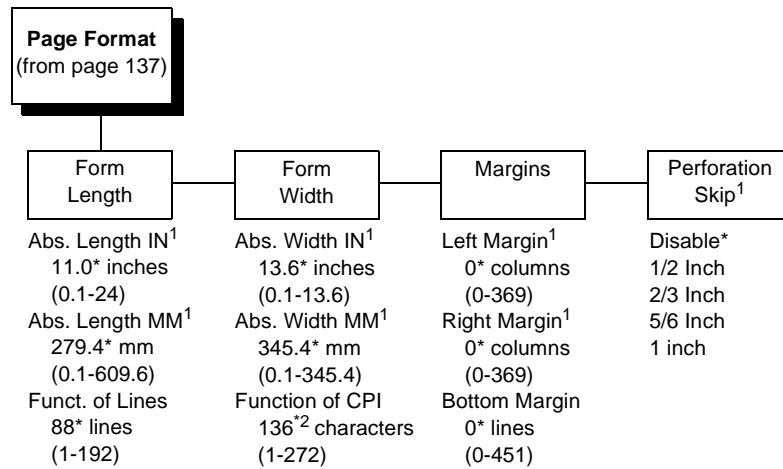 Page Format
(from page 137)
Form
Length
Form
Width
Margins
Perforation
Skip1
Abs. Length IN1
11.0* inches
(0.1-24)
Abs. Length MM1
279.4* mm
(0.1-609.6)
Funct. of Lines
88* lines
(1-192)
Abs. Width IN1
13.6* inches
(0.1-13.6)
Abs. Width MM1
345.4* mm
(0.1-345.4)
Function of CPI
136*2 characters
(1-272)
Left Margin1
0* columns
(0-369)
Right Margin1
0* columns
(0-369)
Bottom Margin
0* lines
(0-451)
Disable*
1/2 Inch
2/3 Inch
5/6 Inch
1 inch